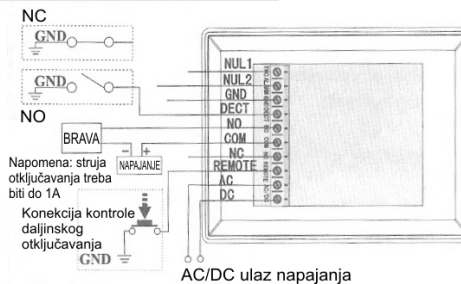 NC
GND
GND
NO
NUL1
NUL2
GND
DECT
NO
COM
NC
REMOTE
AC
DC
BRAVA
- +
NAPAJANJE
Napomena: struja
otključavanja treba
biti do 1A
Konekcija kontrole
daljinskog
otključavanja
GND
AC/DC ulaz napajanja